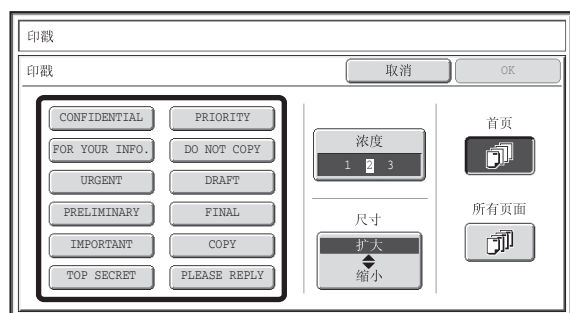 印戳
印戳 取消 OK
CONFIDENTIAL PRIORITY
FOR YOUR INFO. DO NOT COPY
URGENT DRAFT
PRELIMINARY FINAL
IMPORTANT COPY
TOP SECRET PLEASE REPLY
浓度
1 2 3
尺寸
扩大
缩小
首页
所有页面